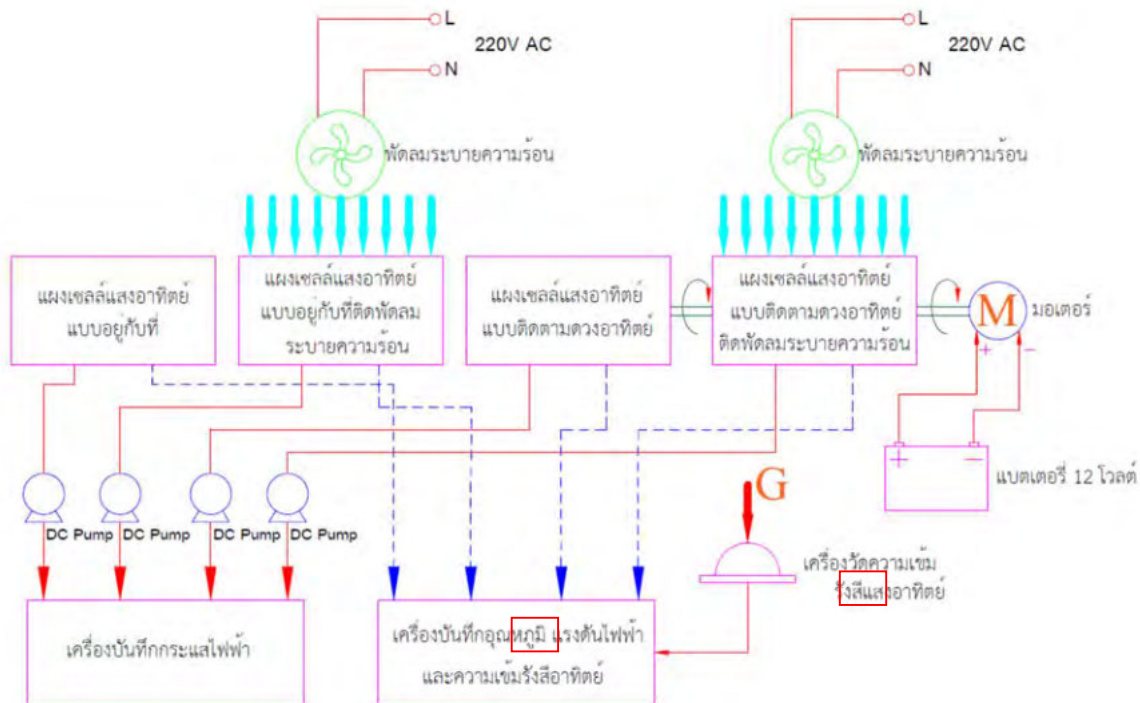 L
220V AC
N
พัดลมระบายความร้อน
L
220V AC
N
พัดลมระบายความร้อน
แผงเซลล์แสงอาทิตย์
แบบอยู่กับที่
แผงเซลล์แสงอาทิตย์
แบบอยู่กับที่ติดพัดลม
ระบายความร้อน
แผงเซลล์แสงอาทิตย์
แบบติดตามดวงอาทิตย์
แผงเซลล์แสงอาทิตย์
แบบติดตามดวงอาทิตย์
ติดพัดลมระบายความร้อน
M
มอเตอร์
+
−
+
−
แบตเตอรี่ 12 โวลต์
DC Pump
DC Pump
DC Pump
DC Pump
G
เครื่องวัดความเข้ม
รังสีแสงอาทิตย์
เครื่องบันทึกกระแสไฟฟ้า
เครื่องบันทึกอุณหภูมิ แรงดันไฟฟ้า
และความเข้มรังสีอาทิตย์